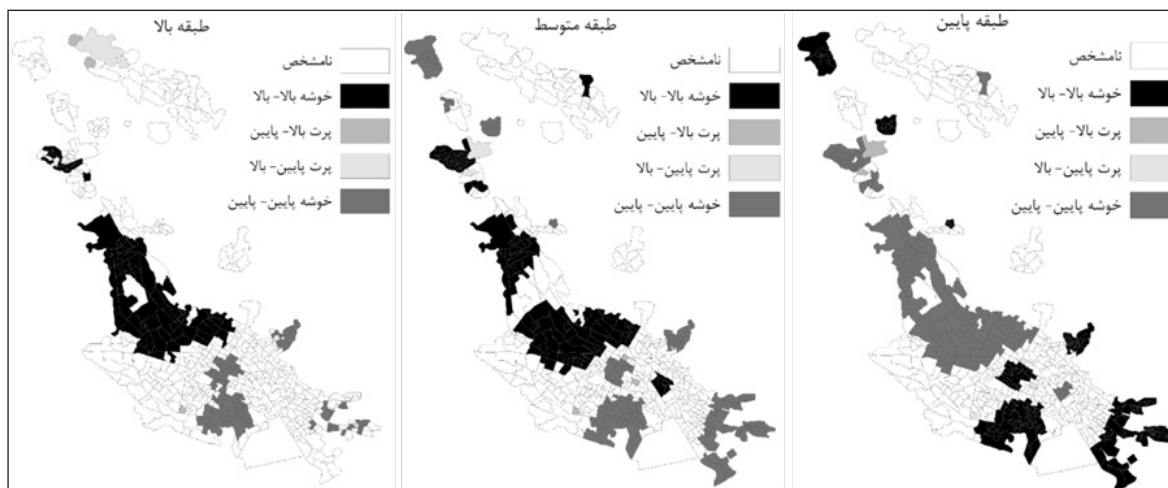 طبقه پایین
نامشخص
خوشه بالا- بالا
پرت بالا- پایین
پرت پایین- بالا
خوشه پایین- پایین
طبقه متوسط
نامشخص
خوشه بالا- بالا
پرت بالا- پایین
پرت پایین- بالا
خوشه پایین- پایین
طبقه بالا
نامشخص
خوشه بالا- بالا
پرت بالا- پایین
پرت پایین- بالا
خوشه پایین- پایین